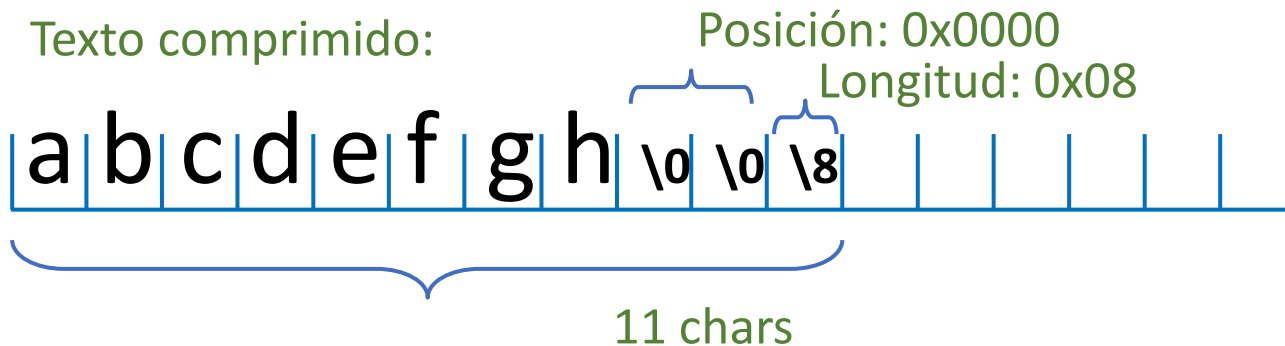 Texto comprimido:
Posición: 0x0000
Longitud: 0x08
a b c d e f g h \0 \0 \8
11 chars